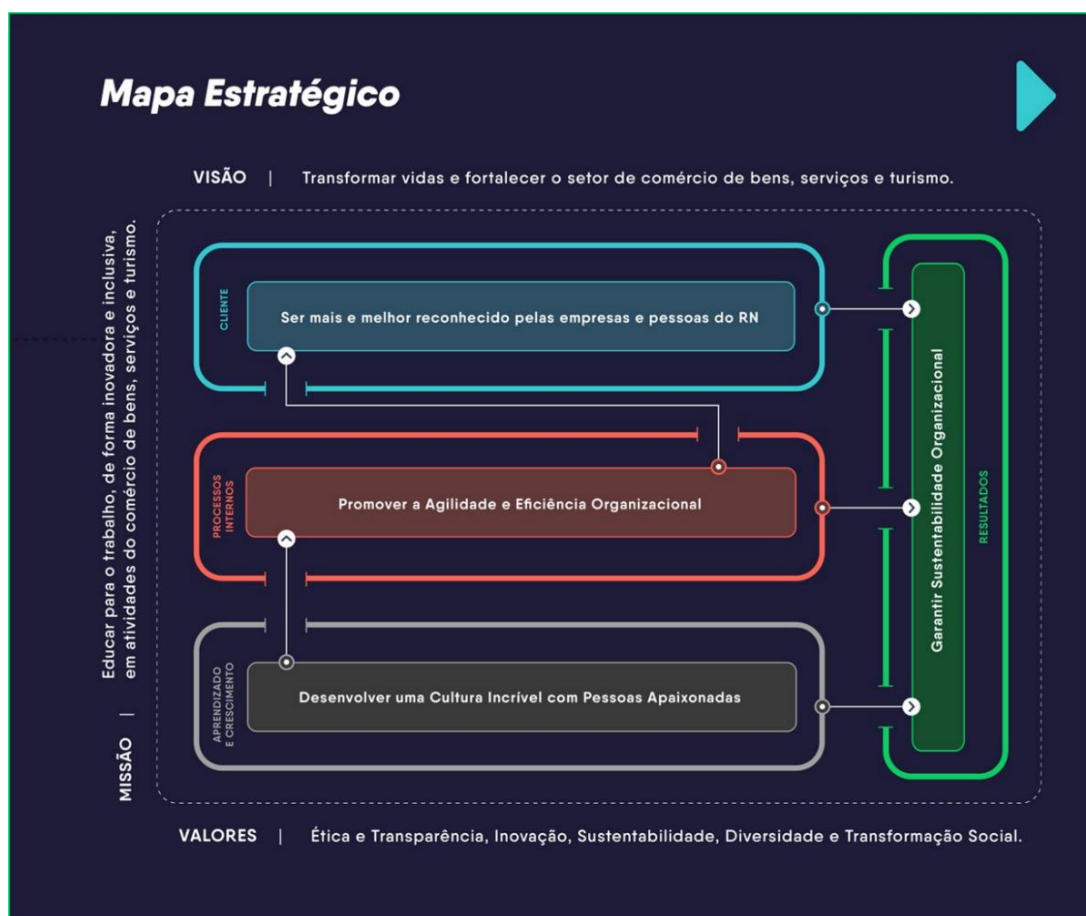 Mapa Estratégico
VISÃO | Transformar vidas e fortalecer o setor de comércio de bens, serviços e turismo.
MISSÃO | Educar para o trabalho, de forma inovadora e inclusiva,
em atividades do comércio de bens, serviços e turismo.
CLIENTE
Ser mais e melhor reconhecido pelas empresas e pessoas do RN
PROCESSOS
INTERNOS
Promover a Agilidade e Eficiência Organizacional
APRENDIZADO
E CRESCIMENTO
Desenvolver uma Cultura Incrível com Pessoas Apaixonadas
Garantir Sustentabilidade Organizacional
RESULTADOS
VALORES | Ética e Transparência, Inovação, Sustentabilidade, Diversidade e Transformação Social.